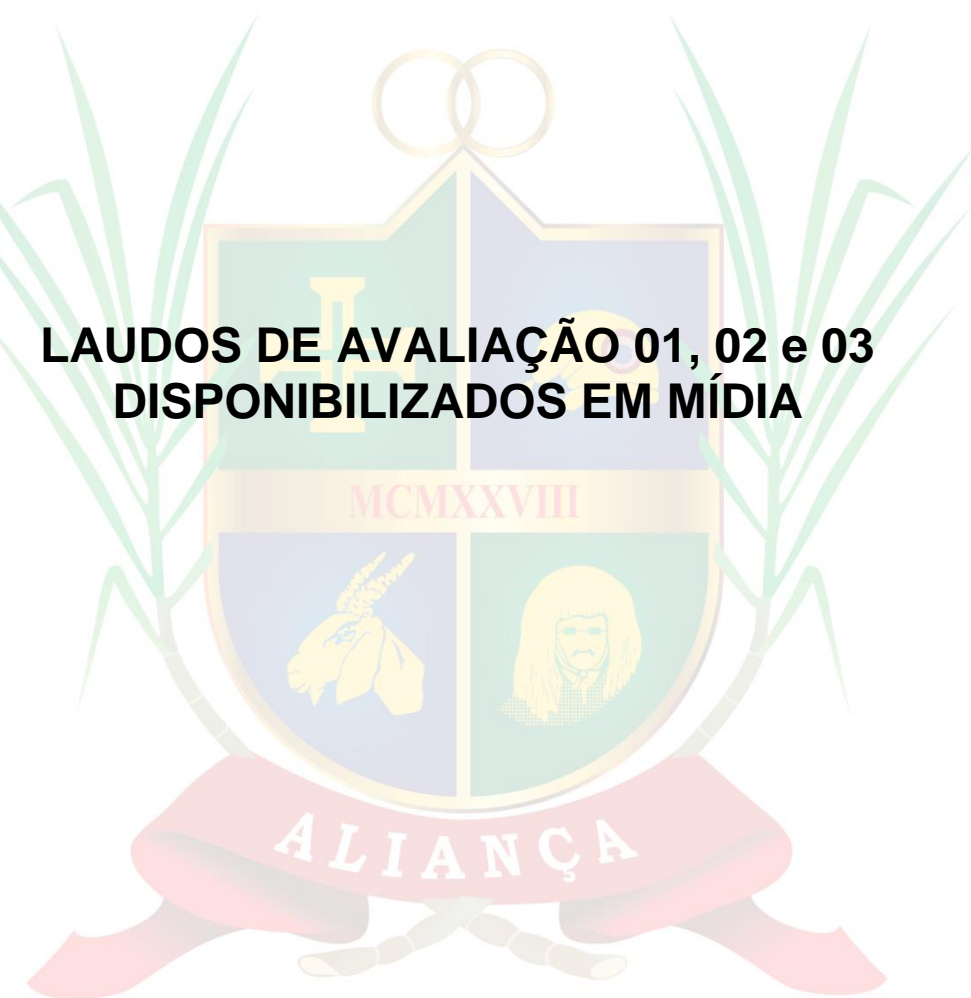 LAUDOS DE AVALIAÇÃO 01, 02 e 03
DISPONIBILIZADOS EM MÍDIA
MCMXXVIII
ALIANÇA